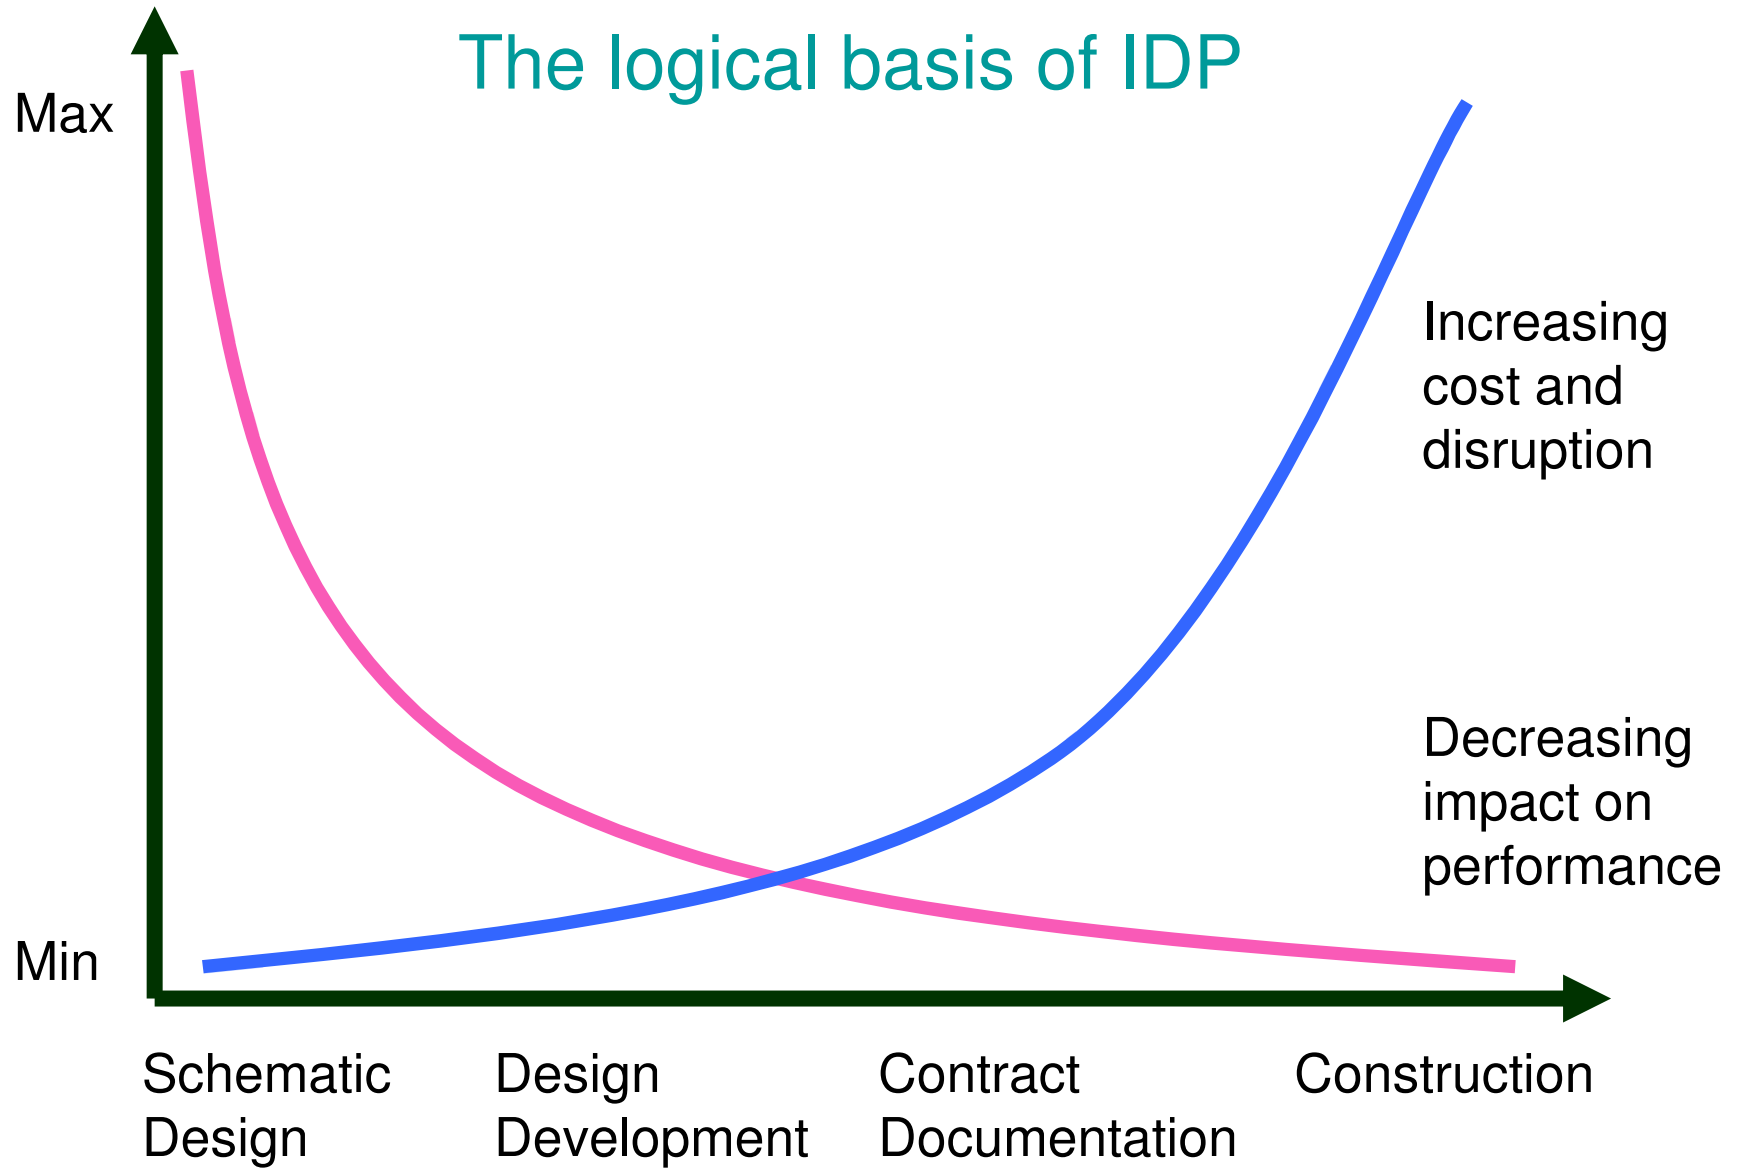 The logical basis of IDP
Max
Increasing
cost and
disruption
Decreasing
impact on
performance
Min
Schematic
Design
Design
Development
Contract
Documentation
Construction